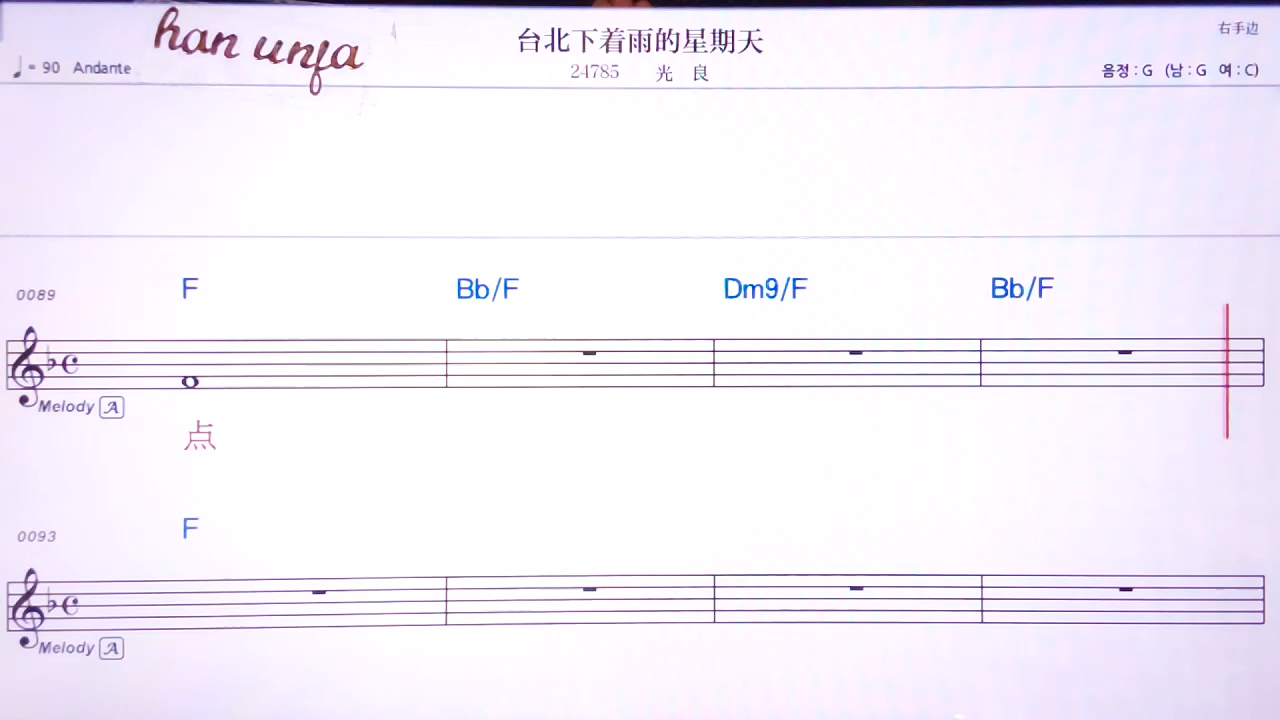 han unfa
台北下着雨的星期天
右手边
♩= 90 Andante
24785 光 良
음정 : G (남 : G 여 : C)
0089 F Bb/F Dm9/F Bb/F
Melody A
点
0093 F
Melody A